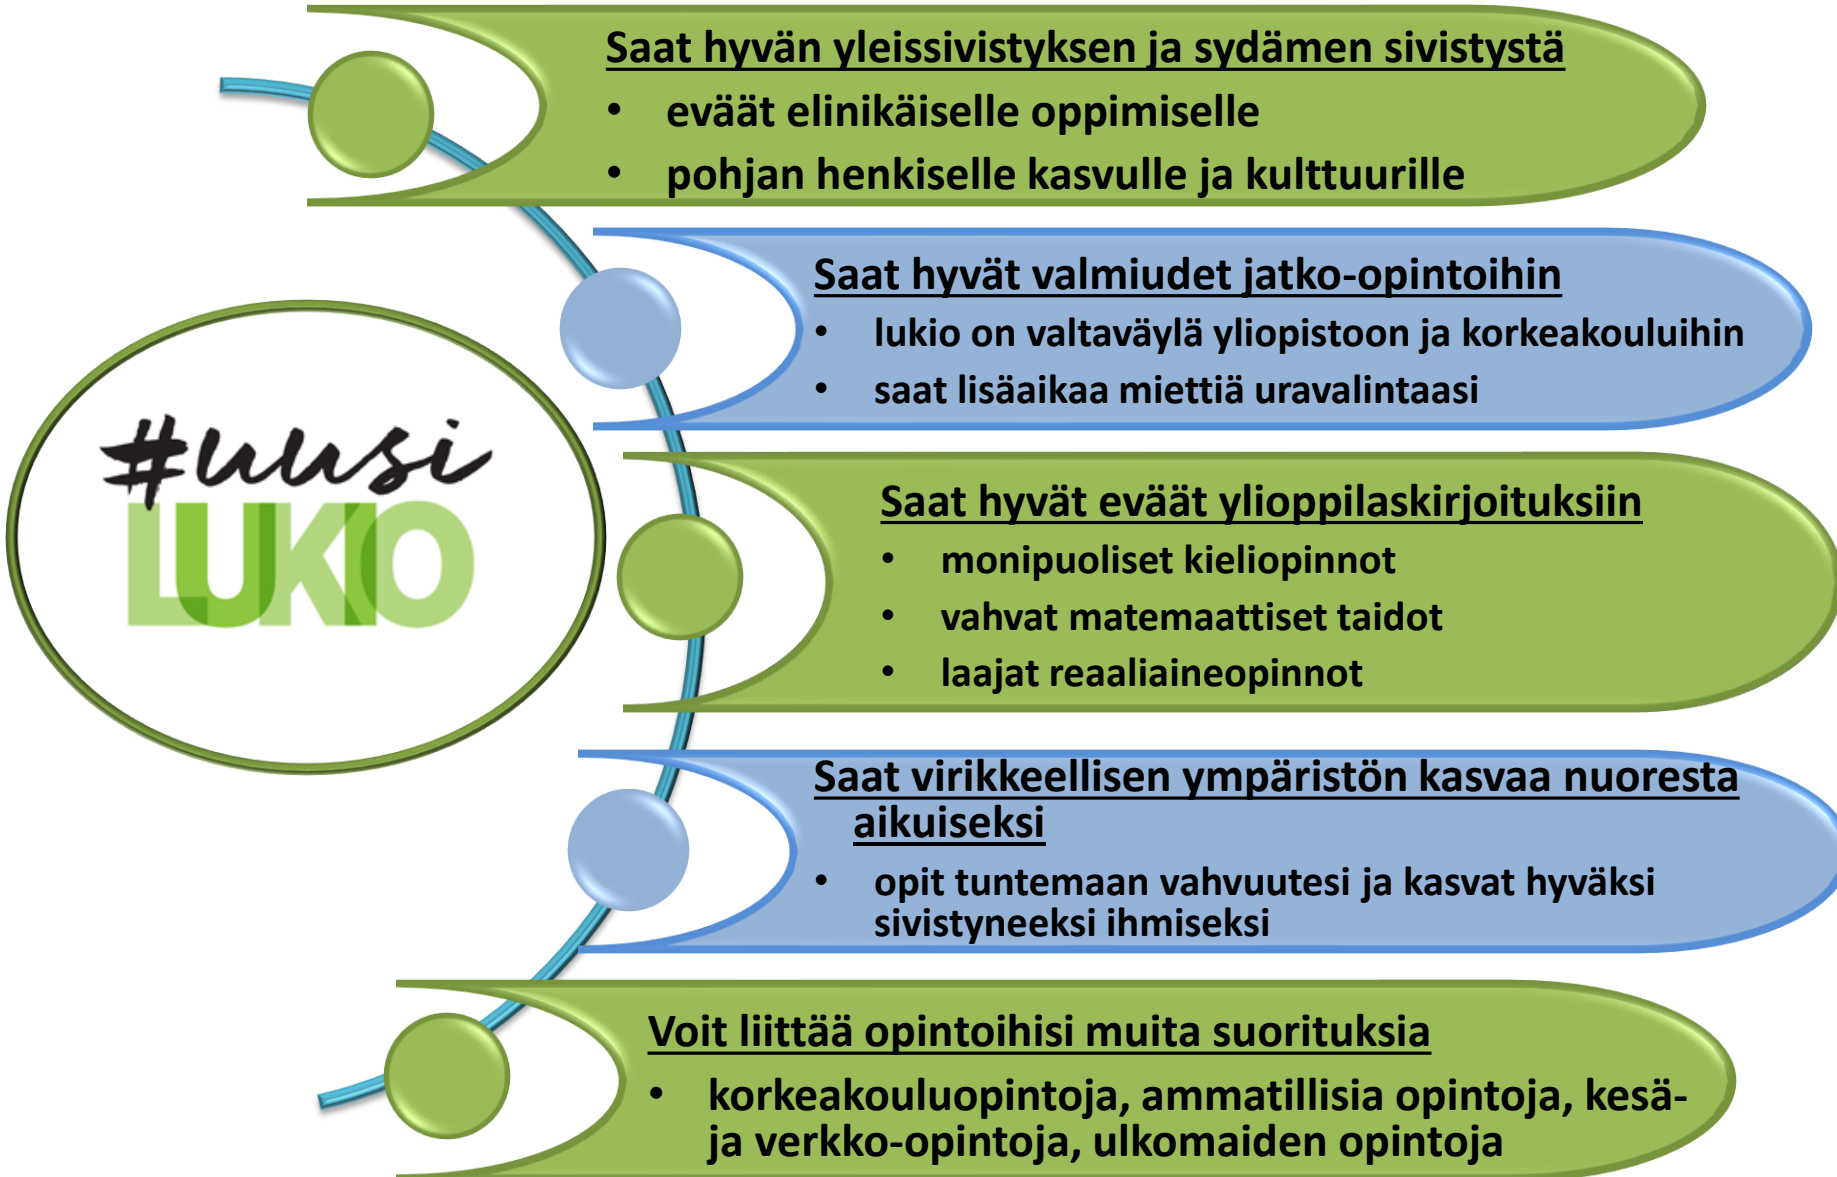 Saat hyvän yleissivistyksen ja sydämen sivistystä
• eväät elinikäiselle oppimiselle
• pohjan henkiselle kasvulle ja kulttuurille
Saat hyvät valmiudet jatko-opintoihin
• lukio on valtaväylä yliopistoon ja korkeakouluihin
• saat lisäaikaa miettiä uravalintaasi
#uusi
LUKIO
Saat hyvät eväät ylioppilaskirjoituksiin
• monipuoliset kieliopinnot
• vahvat matemaattiset taidot
• laajat reaaliaineopinnot
Saat virikkeellisen ympäristön kasvaa nuoresta
aikuiseksi
• opit tuntemaan vahvuutesi ja kasvat hyväksi
sivistyneeksi ihmiseksi
Voit liittää opintoihisi muita suorituksia
• korkeakouluopintoja, ammatillisia opintoja, kesä-
ja verkko-opintoja, ulkomaiden opintoja